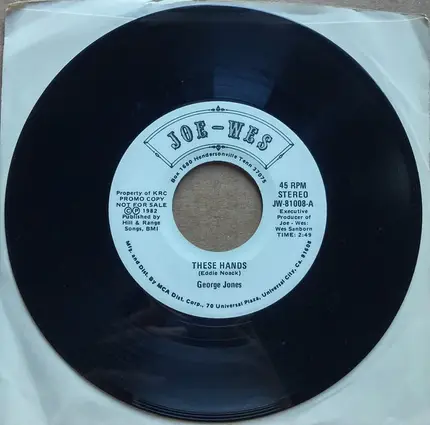 JOE-WES
Box 1680 Hendersonville Tenn 37075
Property of KRC
PROMO COPY
NOT FOR SALE
© ℗ 1982
Published by
Hill & Range
Songs, BMI
45 RPM
STEREO
JW-81008-A
Executive
Producer of
Joe - Wes:
Wes Sanborn
TIME: 2:49
THESE HANDS
(Eddie Noack)
George Jones
Mft. and Dist. By MCA Dist. Corp., 70 Universal Plaza, Universal City, Ca. 91608